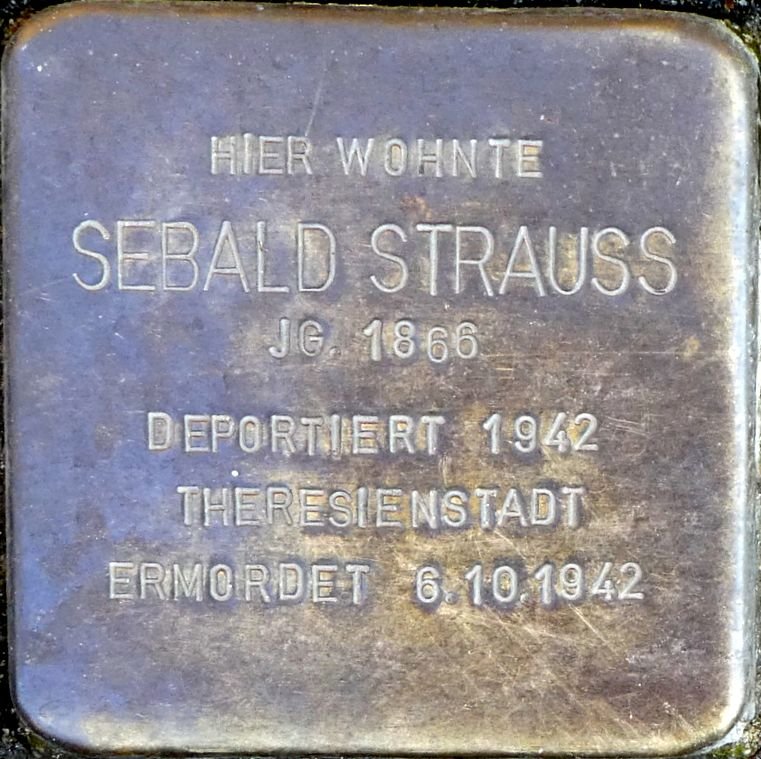 HIER WOHNTE
SEBALD STRAUSS
JG. 1866
DEPORTIERT 1942
THERESIENSTADT
ERMORDET 6.10.1942